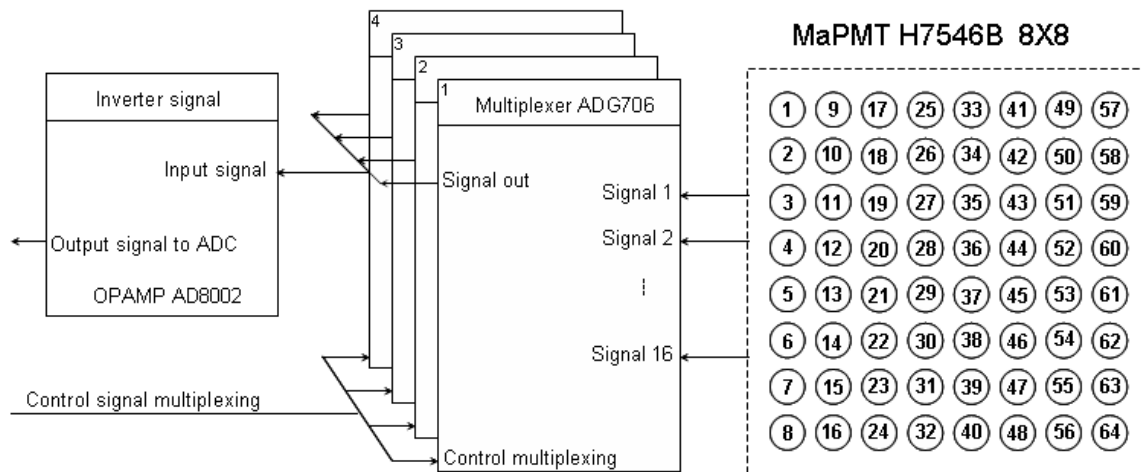 MaPMT H7546B 8X8
4
3
2
1
Inverter signal
Multiplexer ADG706
Input signal
Signal out
Signal 1
Signal 2
Output signal to ADC
OPAMP AD8002
Signal 16
Control signal multiplexing
Control multiplexing
1 9 17 25 33 41 49 57
2 10 18 26 34 42 50 58
3 11 19 27 35 43 51 59
4 12 20 28 36 44 52 60
5 13 21 29 37 45 53 61
6 14 22 30 38 46 54 62
7 15 23 31 39 47 55 63
8 16 24 32 40 48 56 64